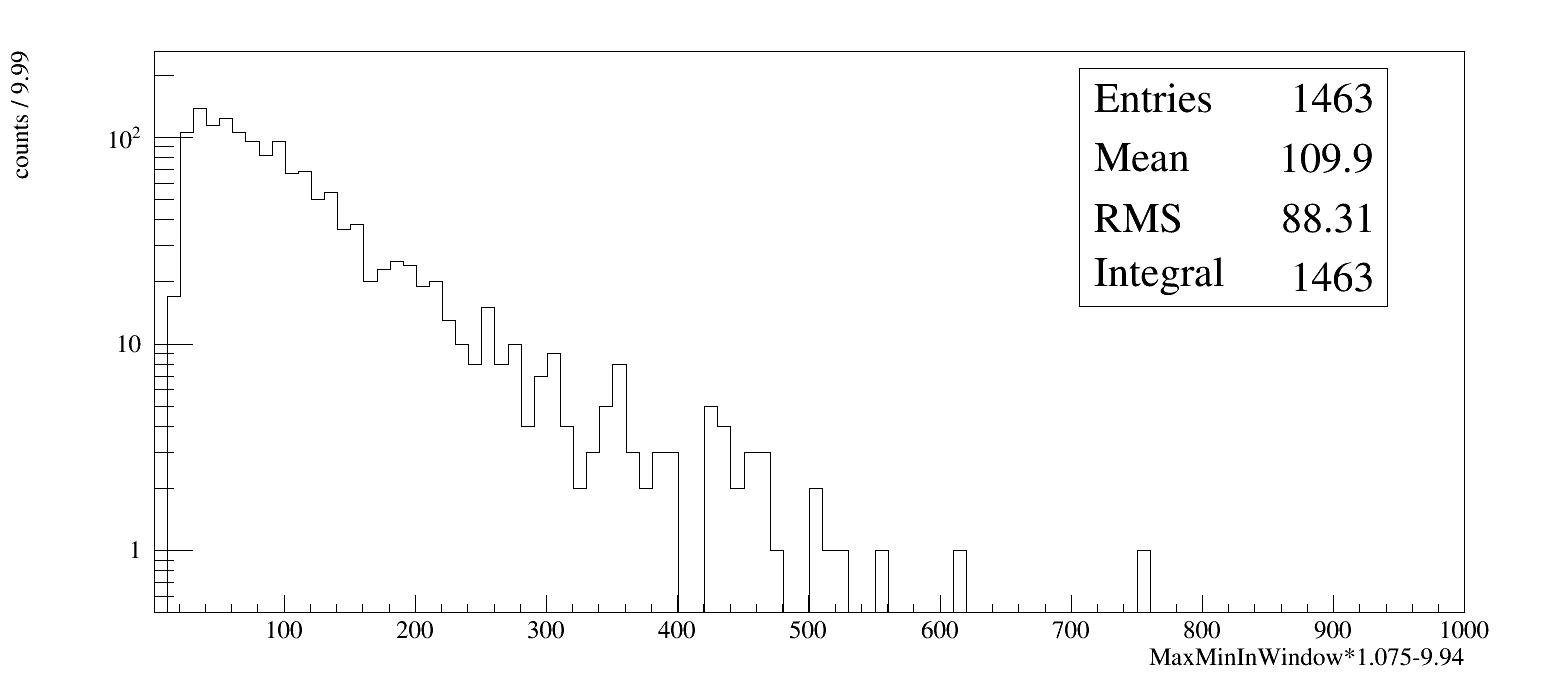 counts / 9.99
10²
10
1
Entries 1463
Mean 109.9
RMS 88.31
Integral 1463
100 200 300 400 500 600 700 800 900 1000
MaxMinInWindow*1.075-9.94